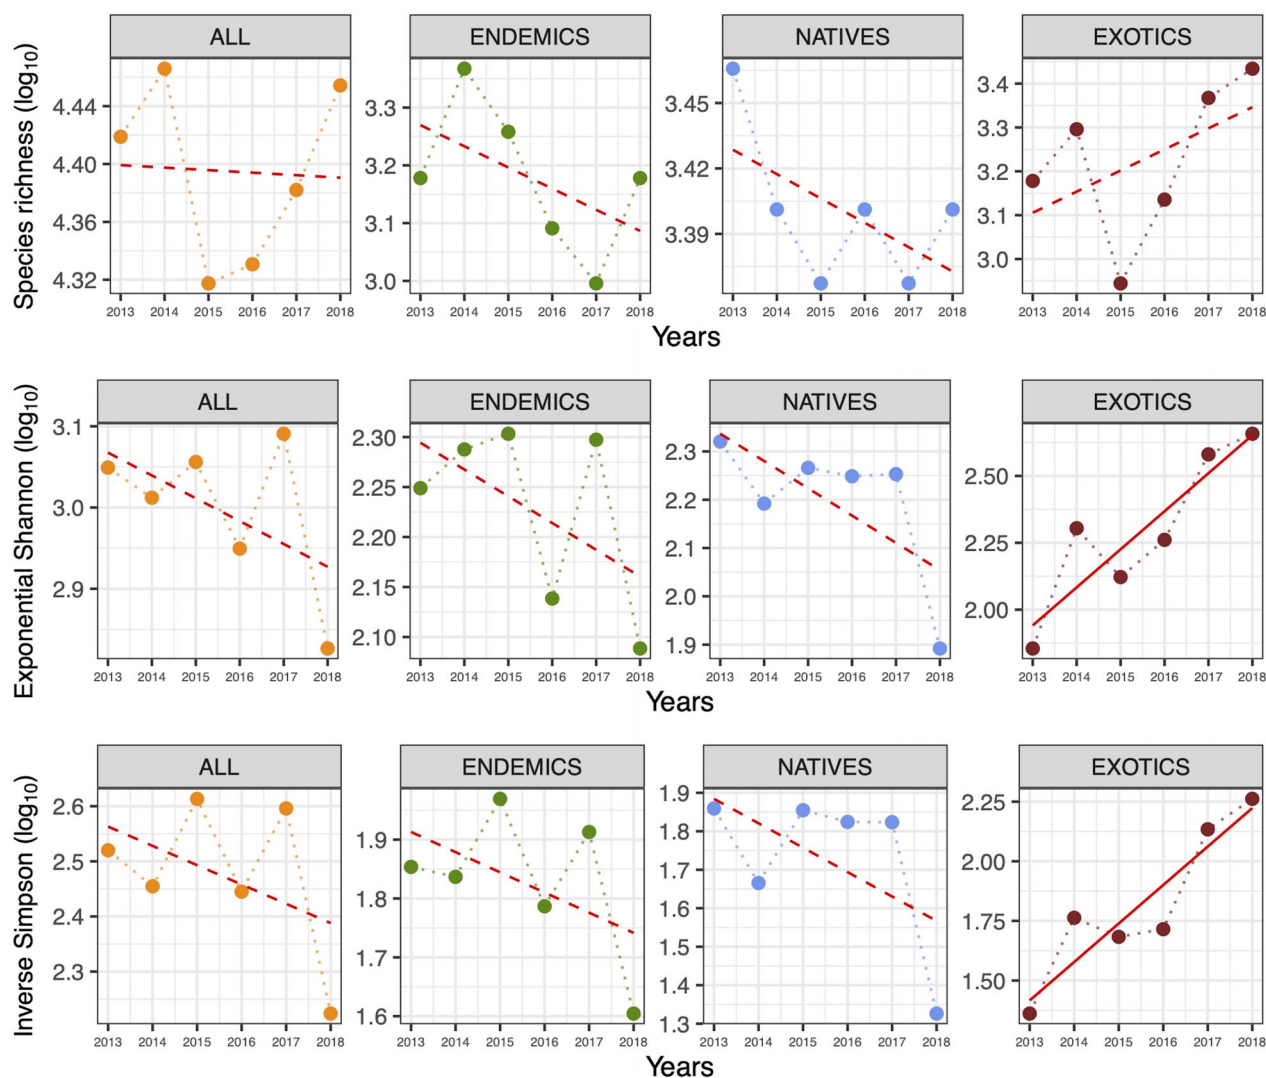 ALL ENDEMICS NATIVES EXOTICS
Species richness (log10)
4.44 4.40 4.36 4.32
3.3 3.2 3.1 3.0
3.45 3.42 3.39
3.4 3.3 3.2 3.1 3.0
2013 2014 2015 2016 2017 2018 2013 2014 2015 2016 2017 2018 2013 2014 2015 2016 2017 2018 2013 2014 2015 2016 2017 2018
Years
ALL ENDEMICS NATIVES EXOTICS
Exponential Shannon (log10)
3.1 3.0 2.9
2.30 2.25 2.20 2.15 2.10
2.3 2.2 2.1 2.0 1.9
2.50 2.25 2.00
2013 2014 2015 2016 2017 2018 2013 2014 2015 2016 2017 2018 2013 2014 2015 2016 2017 2018 2013 2014 2015 2016 2017 2018
Years
ALL ENDEMICS NATIVES EXOTICS
Inverse Simpson (log10)
2.6 2.5 2.4 2.3
1.9 1.8 1.7 1.6
1.9 1.8 1.7 1.6 1.5 1.4 1.3
2.25 2.00 1.75 1.50
2013 2014 2015 2016 2017 2018 2013 2014 2015 2016 2017 2018 2013 2014 2015 2016 2017 2018 2013 2014 2015 2016 2017 2018
Years